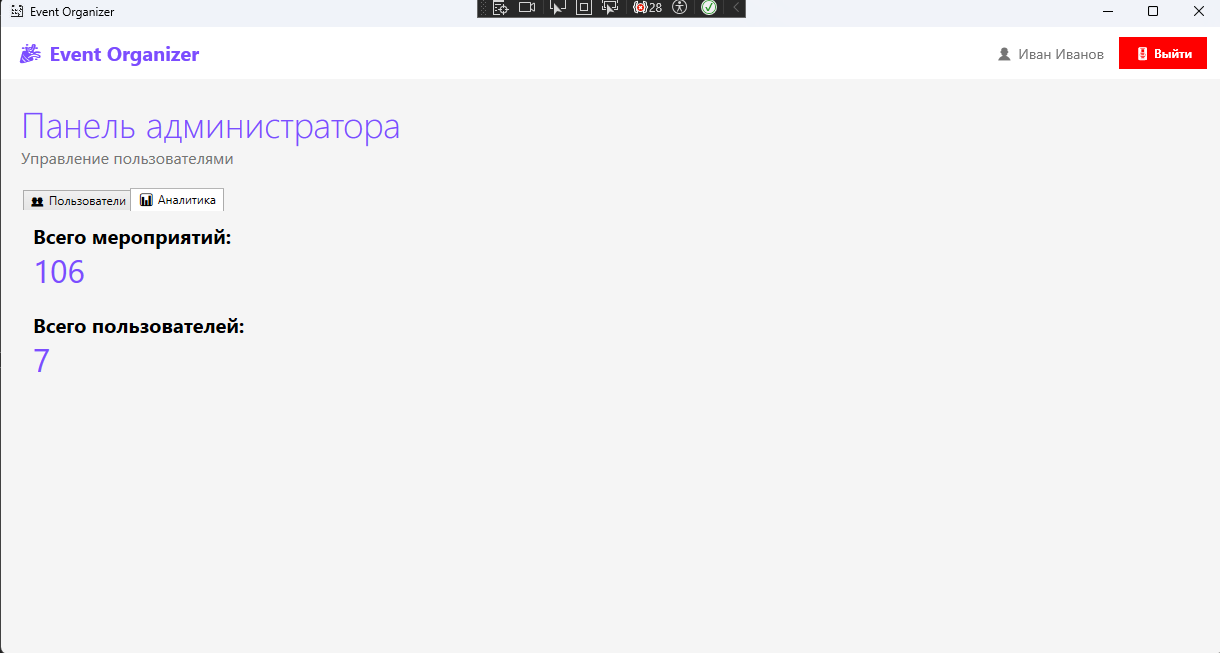 Event Organizer
28
Event Organizer
Иван Иванов
Выйти
Панель администратора
Управление пользователями
Пользователи
Аналитика
Всего мероприятий:
106
Всего пользователей:
7